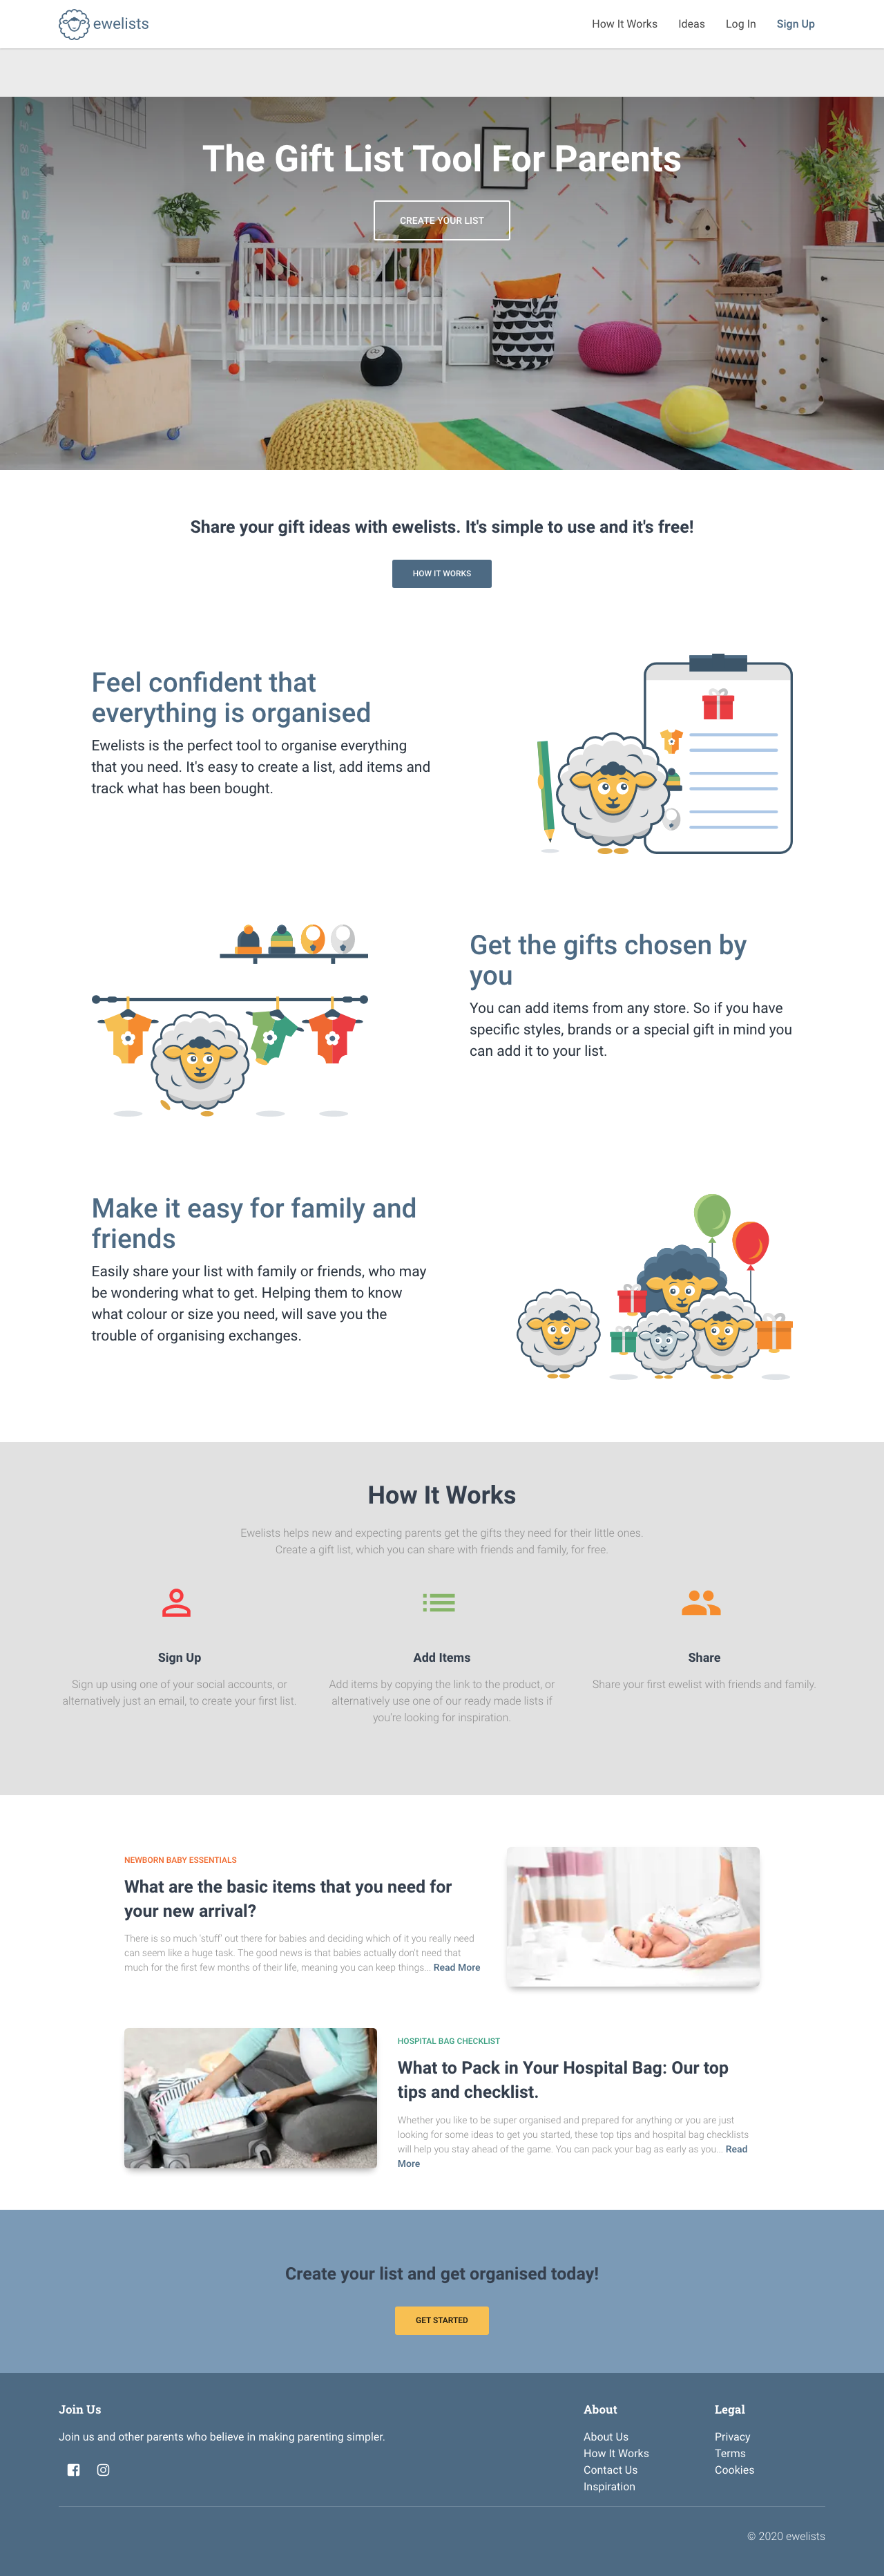 ewelists
How It Works
Ideas
Log In
Sign Up
The Gift List Tool For Parents
CREATE YOUR LIST
Share your gift ideas with ewelists. It's simple to use and it's free!
HOW IT WORKS
Feel confident that
everything is organised
Ewelists is the perfect tool to organise everything
that you need. It's easy to create a list, add items and
track what has been bought.
Get the gifts chosen by
you
You can add items from any store. So if you have
specific styles, brands or a special gift in mind you
can add it to your list.
Make it easy for family and
friends
Easily share your list with family or friends, who may
be wondering what to get. Helping them to know
what colour or size you need, will save you the
trouble of organising exchanges.
How It Works
Ewelists helps new and expecting parents get the gifts they need for their little ones.
Create a gift list, which you can share with friends and family, for free.
Sign Up
Sign up using one of your social accounts, or
alternatively just an email, to create your first list.
Add Items
Add items by copying the link to the product, or
alternatively use one of our ready made lists if
you're looking for inspiration.
Share
Share your first ewelist with friends and family.
NEWBORN BABY ESSENTIALS
What are the basic items that you need for
your new arrival?
There is so much 'stuff' out there for babies and deciding which of it you really need
can seem like a huge task. The good news is that babies actually don't need that
much for the first few months of their life, meaning you can keep things... Read More
HOSPITAL BAG CHECKLIST
What to Pack in Your Hospital Bag: Our top
tips and checklist.
Whether you like to be super organised and prepared for anything or you are just
looking for some ideas to get you started, these top tips and hospital bag checklists
will help you stay ahead of the game. You can pack your bag as early as you... Read
More
Create your list and get organised today!
GET STARTED
Join Us
Join us and other parents who believe in making parenting simpler.
About
About Us
How It Works
Contact Us
Inspiration
Legal
Privacy
Terms
Cookies
© 2020 ewelists